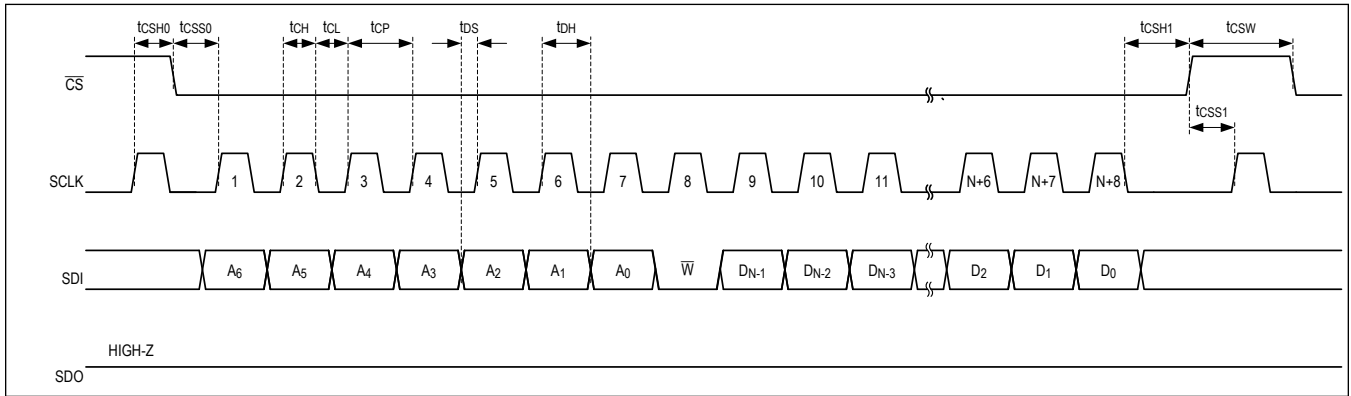 tCSH0 tCSS0 tCH tCL tCP tDS tDH tCSH1 tCSW
CS
tCSS1
SCLK 1 2 3 4 5 6 7 8 9 10 11 N+6 N+7 N+8
SDI A6 A5 A4 A3 A2 A1 A0 W DN-1 DN-2 DN-3 D2 D1 D0
HIGH-Z
SDO